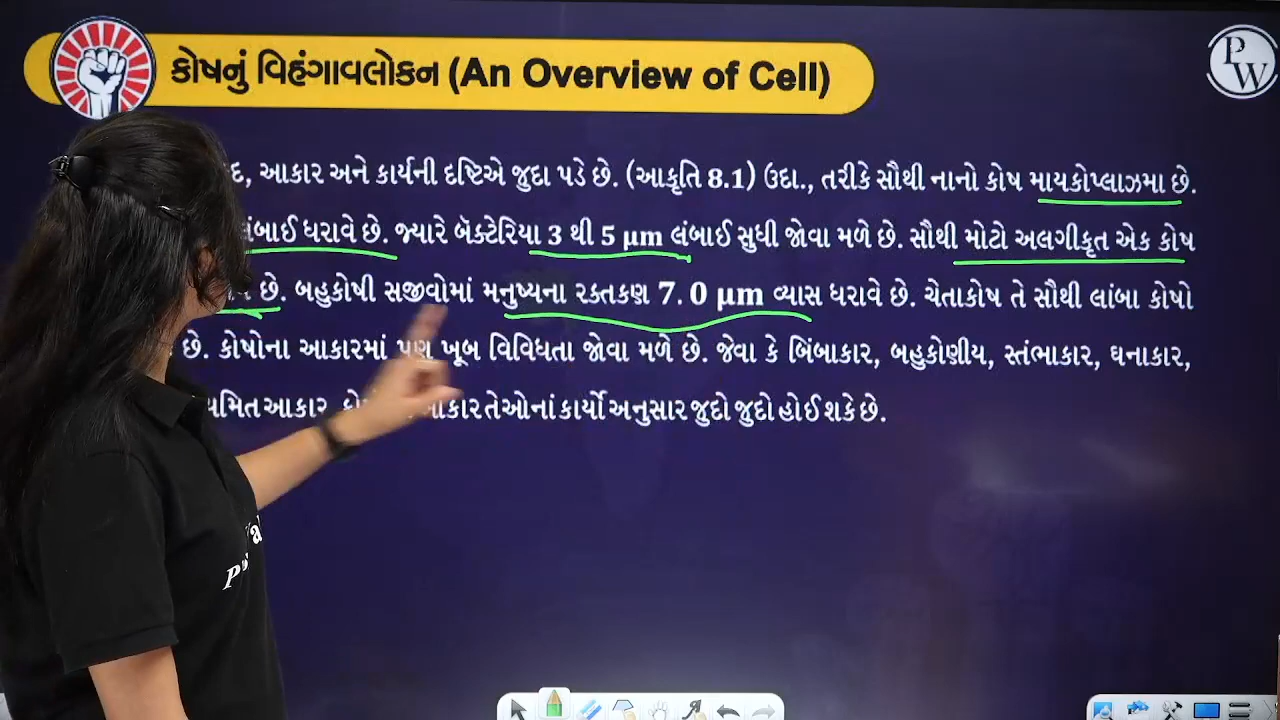 કોષનું વિહંગાવલોકન (An Overview of Cell)
PW
આકાર અને કાર્યની દષ્ટિએ જુદા પડે છે. (આકૃતિ 8.1) ઉદા., તરીકે સૌથી નાનો કોષ માયકોપ્લાઝમા છે.
ધરાવે છે. જ્યારે બૅક્ટેરિયા 3 થી 5 μm લંબાઈ સુધી જોવા મળે છે. સૌથી મોટો અલગીકૃત એક કોષ
છે. બહુકોષી સજીવોમાં મનુષ્યના રક્તકણ 7.0 μm વ્યાસ ધરાવે છે. ચેતાકોષ તે સૌથી લાંબા કોષો
છે. કોષોના આકારમાં પણ ખૂબ વિવિધતા જોવા મળે છે. જેવા કે બિંબાકાર, બહુકોણીય, સ્તંભાકાર, ઘનાકાર,
આકાર તેઓનાં કાર્યો અનુસાર જુદો જુદો હોઈ શકે છે.